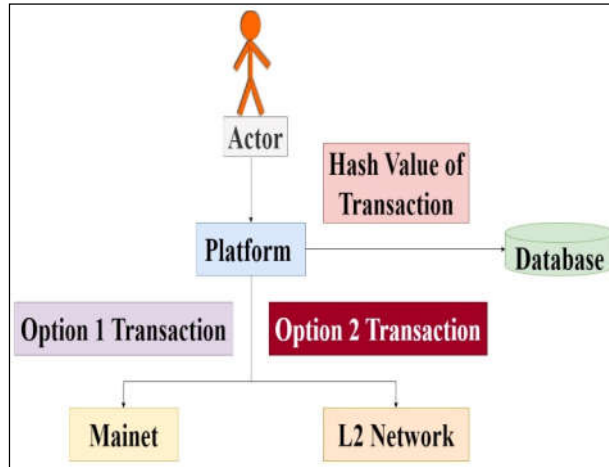 Actor
Hash Value of
Transaction
Platform
Database
Option 1 Transaction
Option 2 Transaction
Mainet
L2 Network